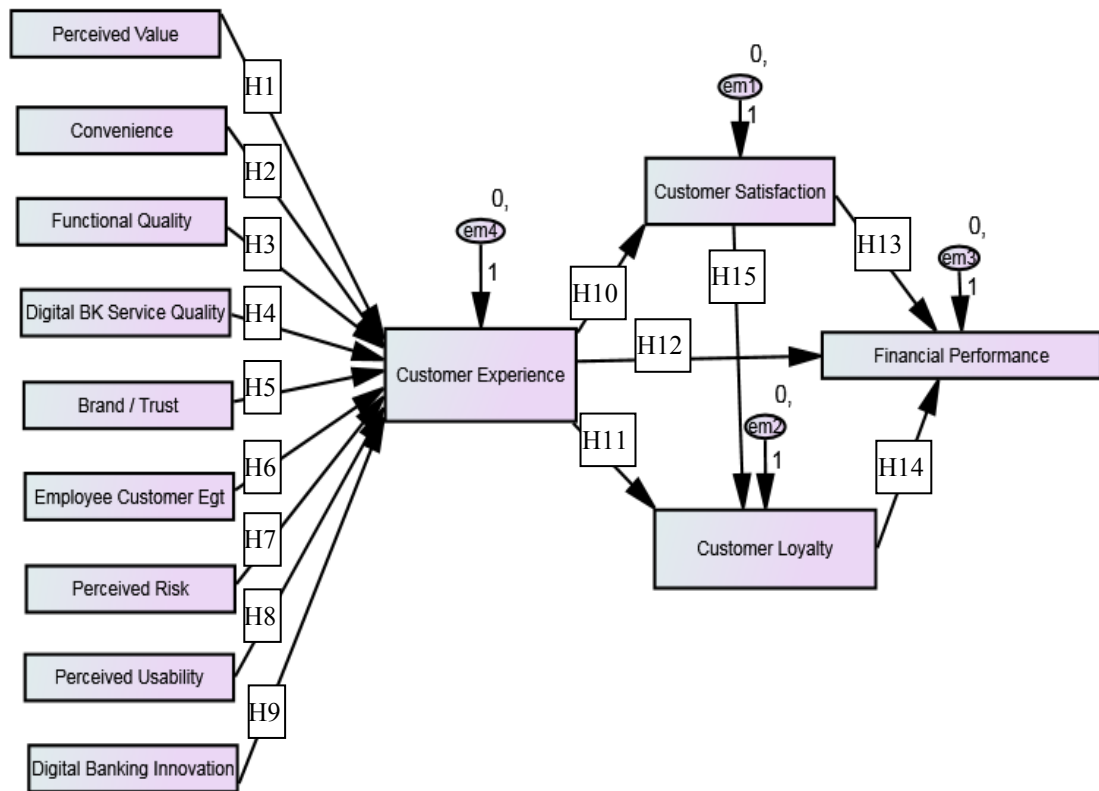 Perceived Value
H1
Convenience
H2
Functional Quality
H3
Digital BK Service Quality
H4
Brand / Trust
H5
Employee Customer Egt
H6
Perceived Risk
H7
Perceived Usability
H8
Digital Banking Innovation
H9
0,
em4
1
Customer Experience
H10
H12
H11
0,
em1
1
Customer Satisfaction
H15
H13
0,
em3
1
Financial Performance
0,
em2
1
Customer Loyalty
H14